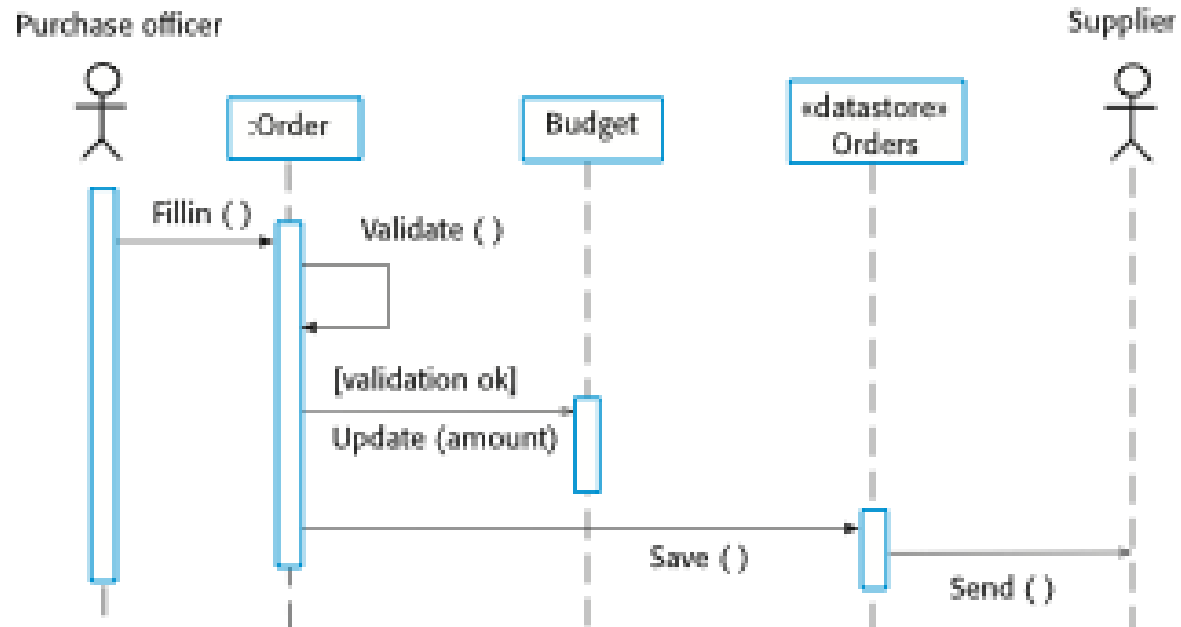 Purchase officer
Supplier
:Order
Budget
«datastore»
Orders
Fillin ( )
Validate ( )
[validation ok]
Update (amount)
Save ( )
Send ( )